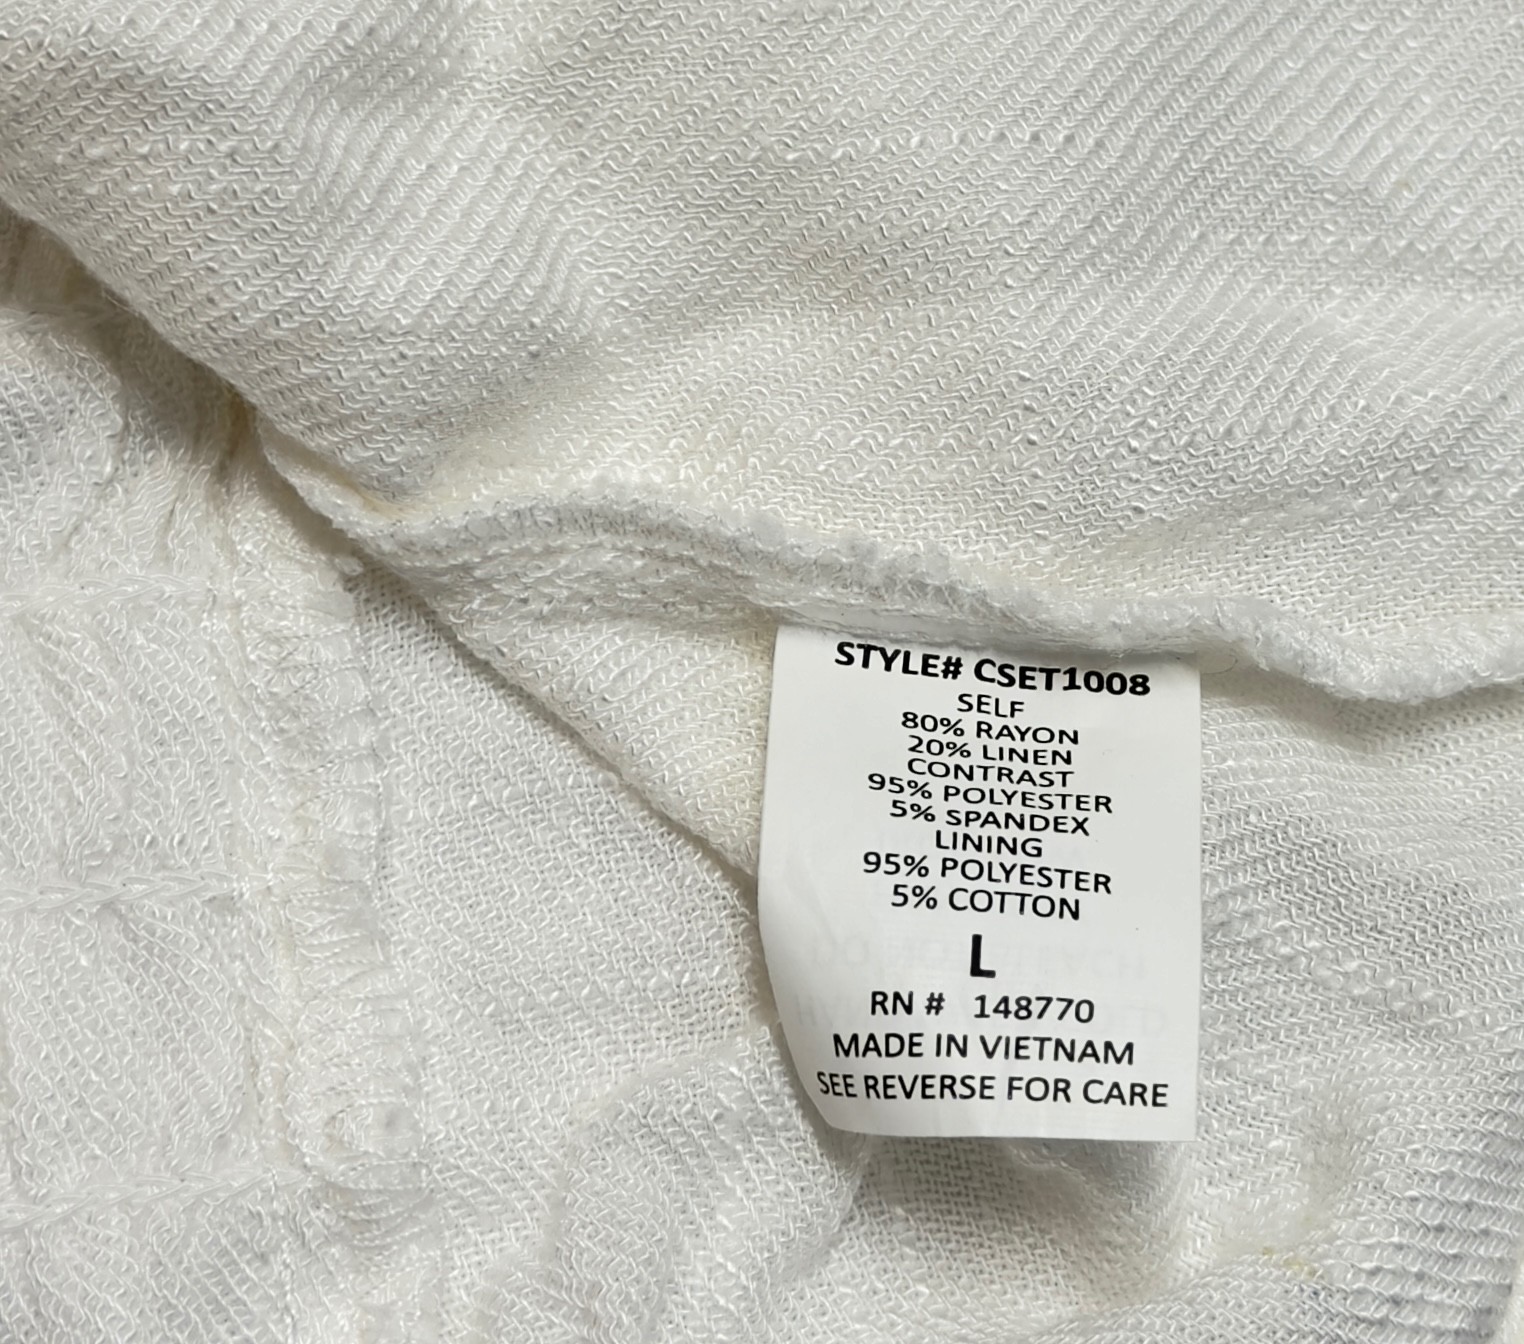 STYLE# CSET1008
SELF
80% RAYON
20% LINEN
CONTRAST
95% POLYESTER
5% SPANDEX
LINING
95% POLYESTER
5% COTTON
L
RN # 148770
MADE IN VIETNAM
SEE REVERSE FOR CARE